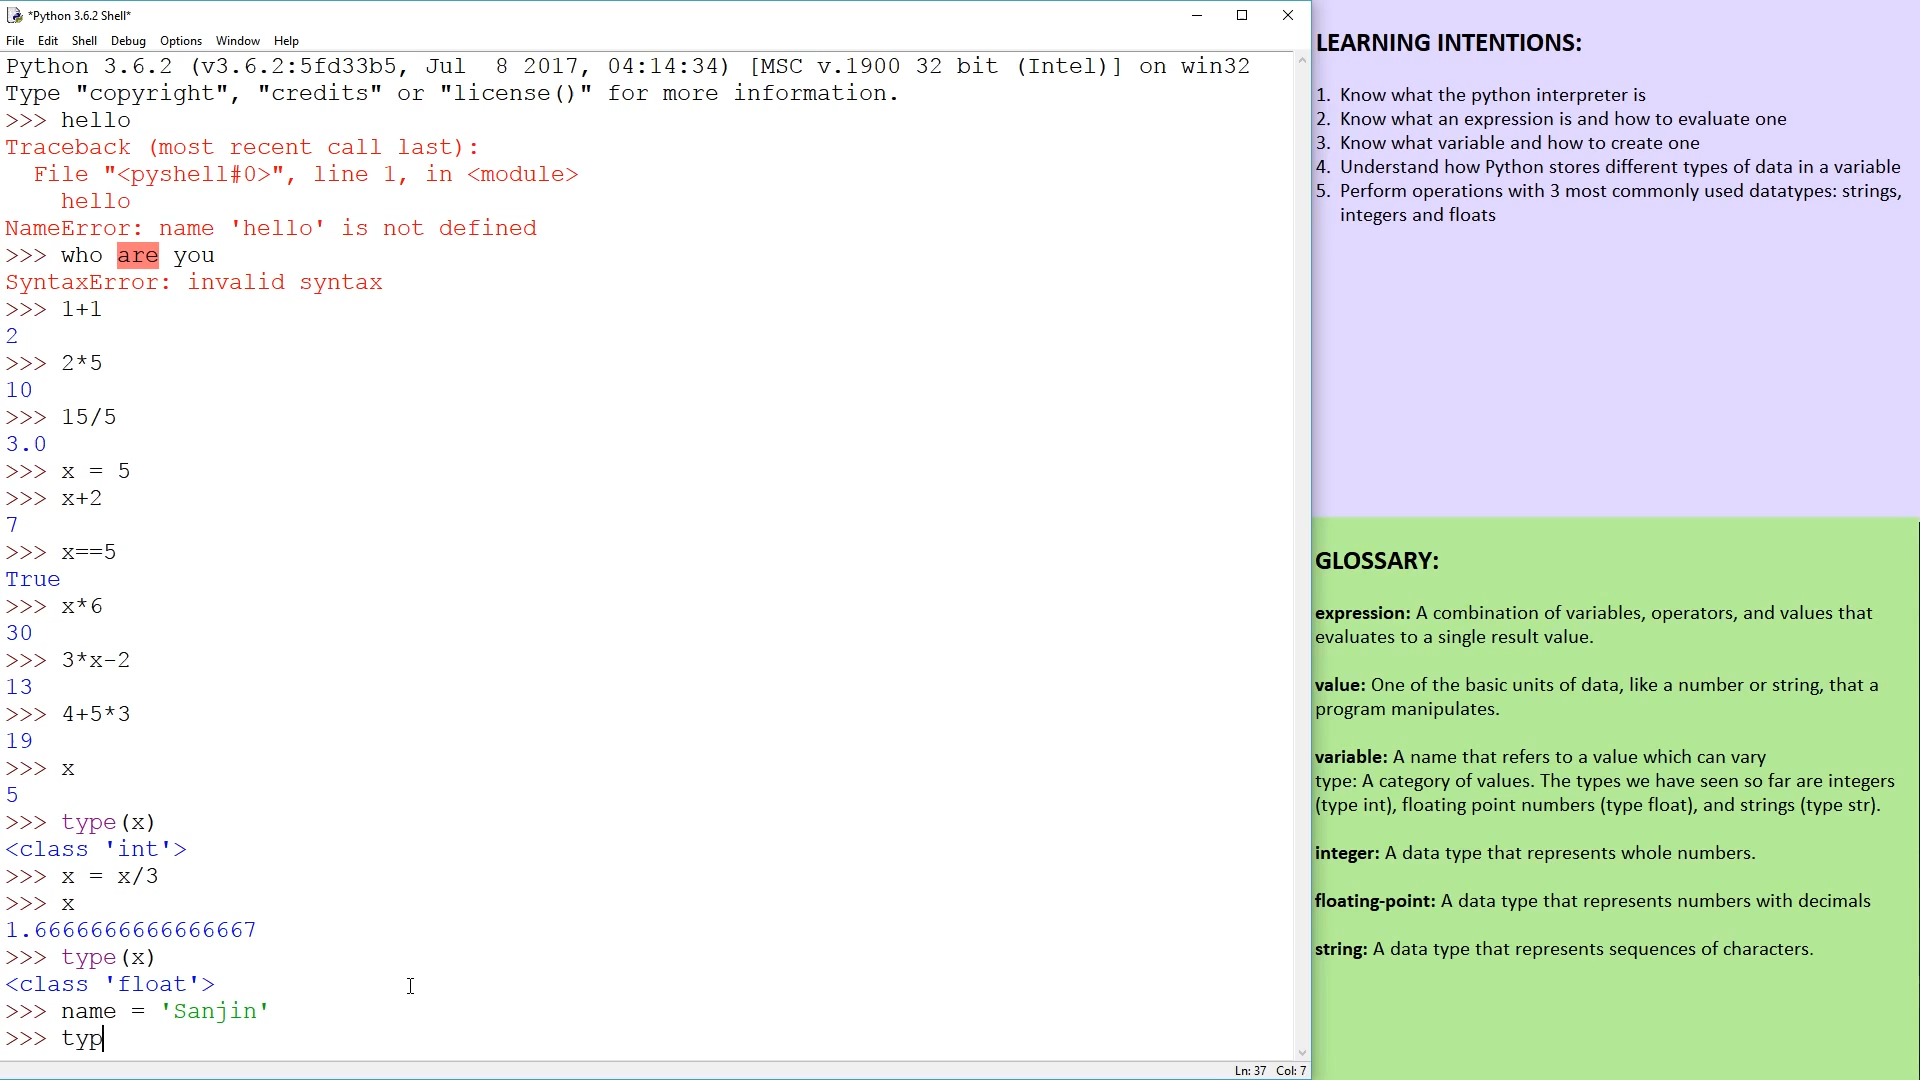 *Python 3.6.2 Shell*
File Edit Shell Debug Options Window Help
Python 3.6.2 (v3.6.2:5fd33b5, Jul  8 2017, 04:14:34) [MSC v.1900 32 bit (Intel)] on win32
Type "copyright", "credits" or "license()" for more information.
>>> hello
Traceback (most recent call last):
  File "<pyshell#0>", line 1, in <module>
    hello
NameError: name 'hello' is not defined
>>> who are you
SyntaxError: invalid syntax
>>> 1+1
2
>>> 2*5
10
>>> 15/5
3.0
>>> x = 5
>>> x+2
7
>>> x==5
True
>>> x*6
30
>>> 3*x-2
13
>>> 4+5*3
19
>>> x
5
>>> type(x)
<class 'int'>
>>> x = x/3
>>> x
1.6666666666666667
>>> type(x)
<class 'float'>
>>> name = 'Sanjin'
>>> typ
Ln: 37 Col: 7
LEARNING INTENTIONS:
1. Know what the python interpreter is
2. Know what an expression is and how to evaluate one
3. Know what variable and how to create one
4. Understand how Python stores different types of data in a variable
5. Perform operations with 3 most commonly used datatypes: strings,
integers and floats
GLOSSARY:
expression: A combination of variables, operators, and values that
evaluates to a single result value.
value: One of the basic units of data, like a number or string, that a
program manipulates.
variable: A name that refers to a value which can vary
type: A category of values. The types we have seen so far are integers
(type int), floating point numbers (type float), and strings (type str).
integer: A data type that represents whole numbers.
floating-point: A data type that represents numbers with decimals
string: A data type that represents sequences of characters.